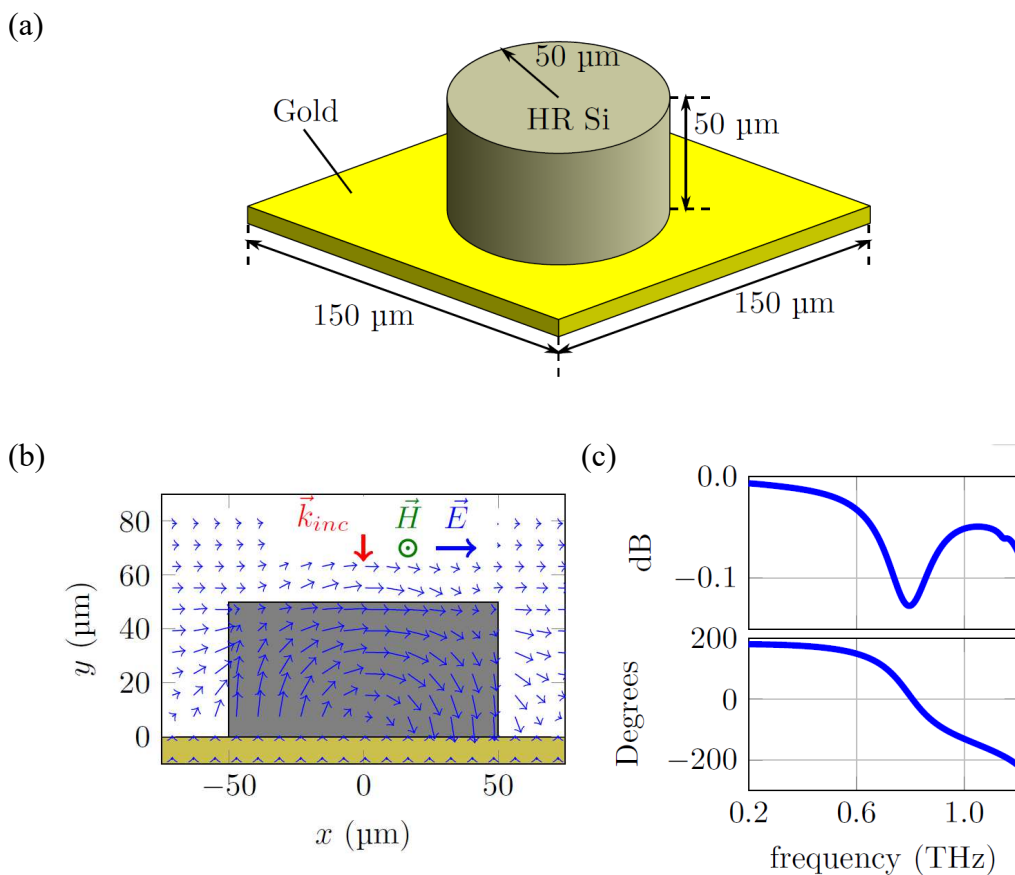 (a)
50 µm
HR Si
Gold
50 µm
150 µm
150 µm
(b)
(c)
80
60
40
20
0
y (µm)
k⃗inc
H⃗
E⃗
−50
0
50
x (µm)
0.0
−0.1
dB
200
0
−200
Degrees
0.2
0.6
1.0
frequency (THz)